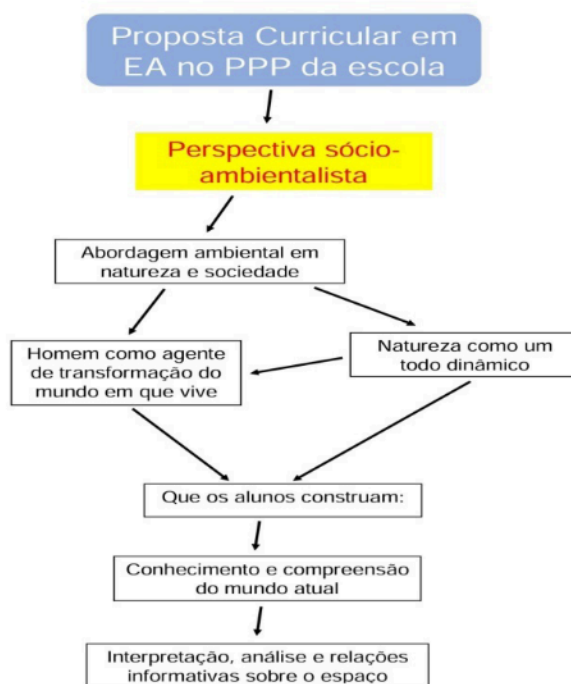 Proposta Curricular em
EA no PPP da escola
Perspectiva sócio-
ambientalista
Abordagem ambiental em
natureza e sociedade
Homem como agente
de transformação do
mundo em que vive
Natureza como um
todo dinâmico
Que os alunos construam:
Conhecimento e compreensão
do mundo atual
Interpretação, análise e relações
informativas sobre o espaço